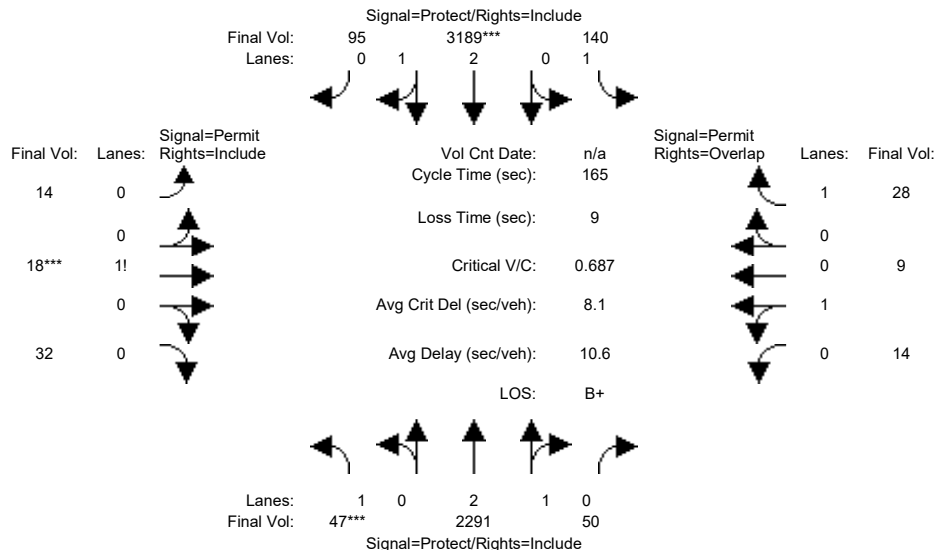 Signal=Protect/Rights=Include
Final Vol: 95 3189*** 140
Lanes: 0 1 2 0 1
Signal=Permit
Final Vol: Lanes: Rights=Include
Vol Cnt Date: n/a
Signal=Permit
Rights=Overlap Lanes: Final Vol:
Cycle Time (sec): 165
14 0
1 28
Loss Time (sec): 9
0
0
18*** 1!
Critical V/C: 0.687
0 9
0
Avg Crit Del (sec/veh): 8.1
1
32 0
Avg Delay (sec/veh): 10.6
0 14
LOS: B+
Lanes: 1 0 2 1 0
Final Vol: 47*** 2291 50
Signal=Protect/Rights=Include